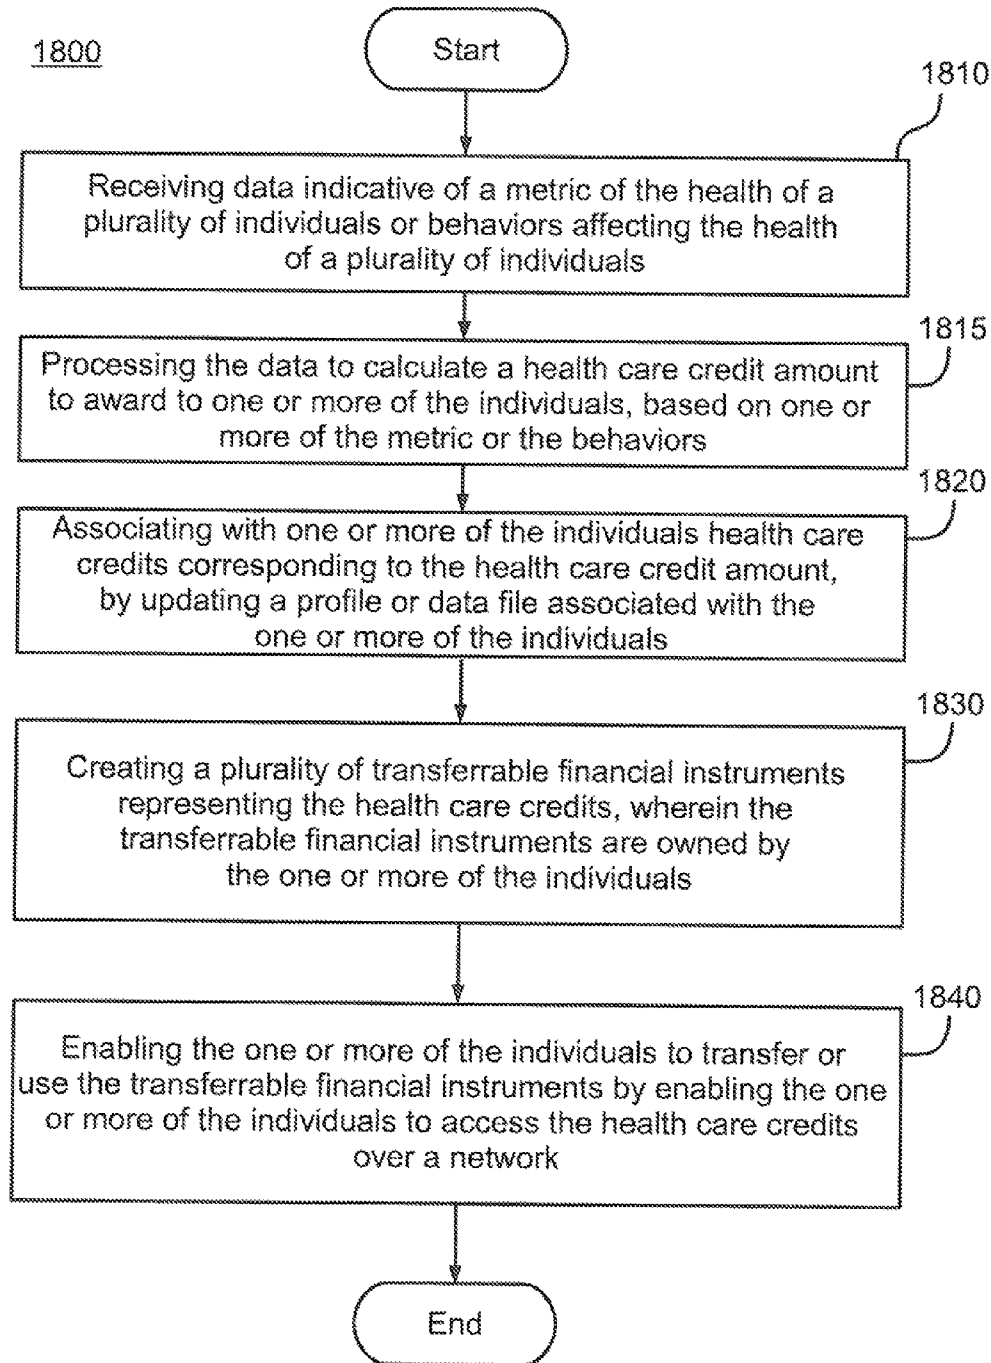 1800
Start
1810
Receiving data indicative of a metric of the health of a
plurality of individuals or behaviors affecting the health
of a plurality of individuals
1815
Processing the data to calculate a health care credit amount
to award to one or more of the individuals, based on one or
more of the metric or the behaviors
1820
Associating with one or more of the individuals health care
credits corresponding to the health care credit amount,
by updating a profile or data file associated with the
one or more of the individuals
1830
Creating a plurality of transferrable financial instruments
representing the health care credits, wherein the
transferrable financial instruments are owned by
the one or more of the individuals
1840
Enabling the one or more of the individuals to transfer or
use the transferrable financial instruments by enabling the one
or more of the individuals to access the health care credits
over a network
End